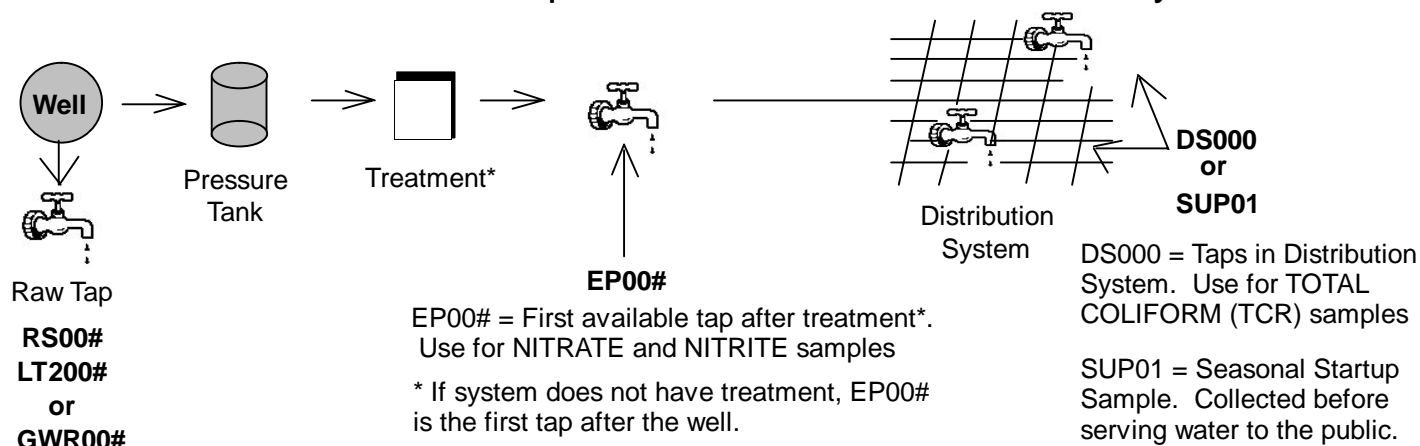 Well
Pressure
Tank
Treatment*
Raw Tap
RS00#
LT200#
or
GWR00#
EP00#
EP00# = First available tap after treatment*.
Use for NITRATE and NITRITE samples
* If system does not have treatment, EP00#
is the first tap after the well.
Distribution
System
DS000
or
SUP01
DS000 = Taps in Distribution
System. Use for TOTAL
COLIFORM (TCR) samples
SUP01 = Seasonal Startup
Sample. Collected before
serving water to the public.